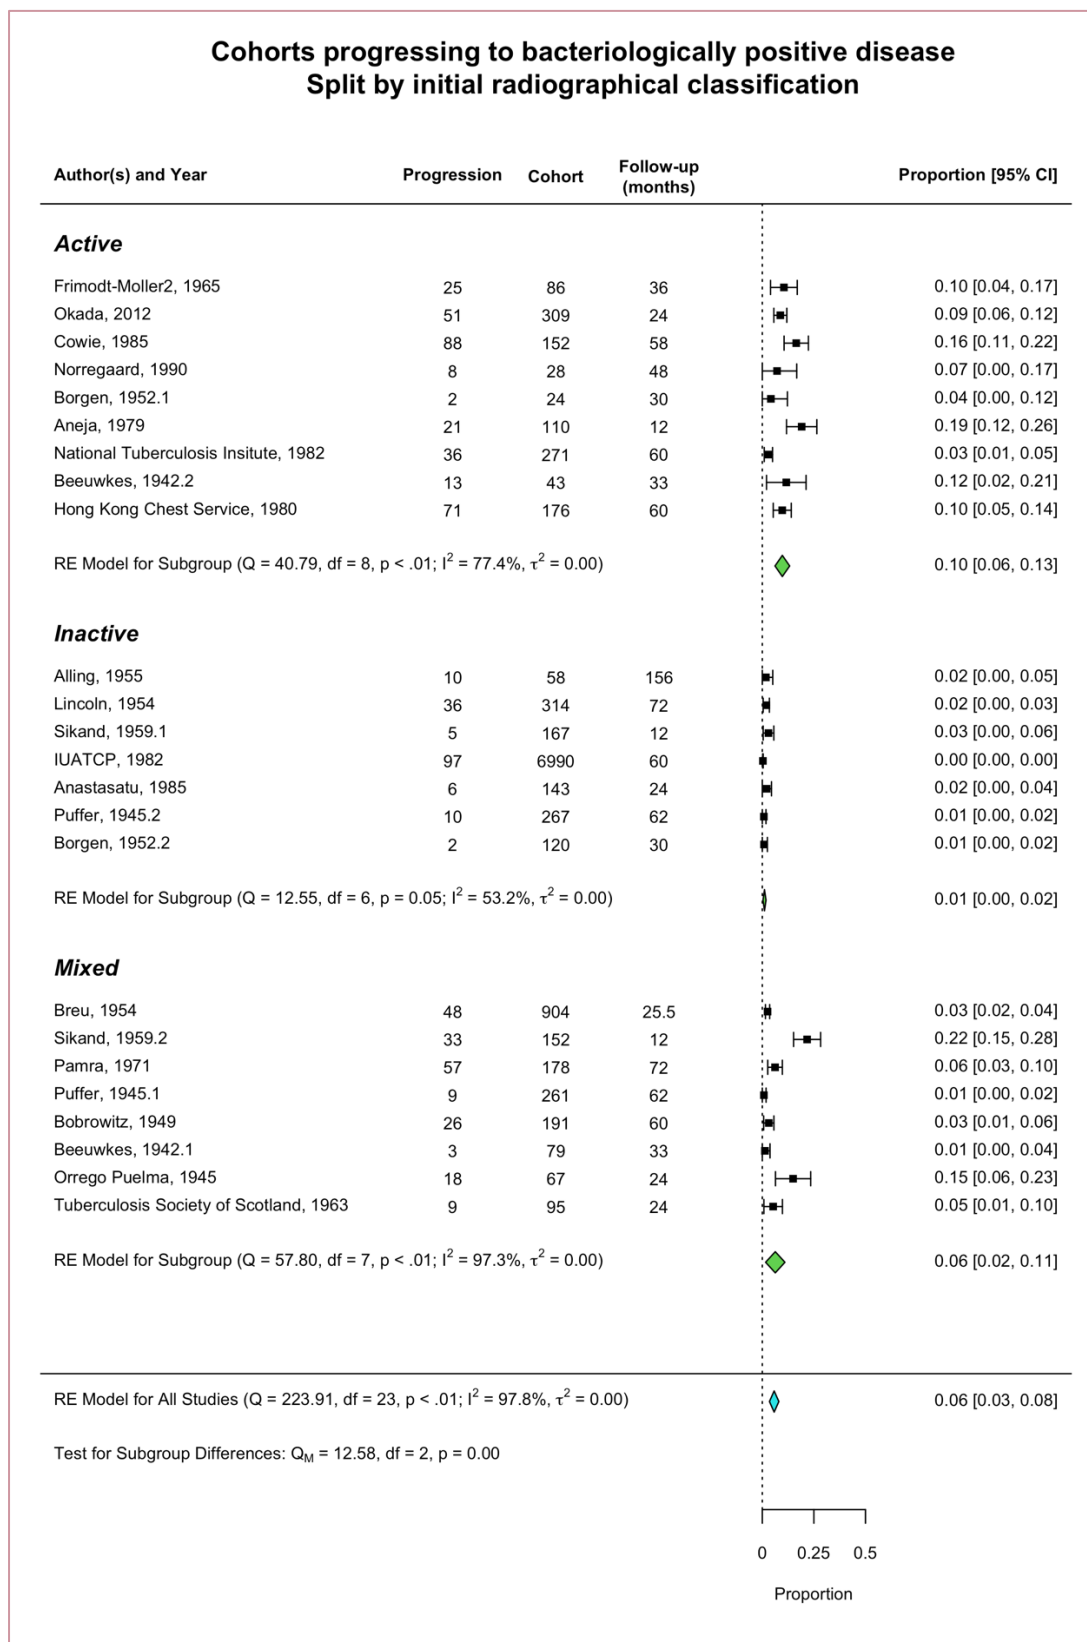 Cohorts progressing to bacteriologically positive disease
Split by initial radiographical classification
Author(s) and Year Progression Cohort Follow-up (months) Proportion [95% CI]
Active
Frimodt-Moller2, 1965 25 86 36 0.10 [0.04, 0.17]
Okada, 2012 51 309 24 0.09 [0.06, 0.12]
Cowie, 1985 88 152 58 0.16 [0.11, 0.22]
Norregaard, 1990 8 28 48 0.07 [0.00, 0.17]
Borgen, 1952.1 2 24 30 0.04 [0.00, 0.12]
Aneja, 1979 21 110 12 0.19 [0.12, 0.26]
National Tuberculosis Insitute, 1982 36 271 60 0.03 [0.01, 0.05]
Beeuwkes, 1942.2 13 43 33 0.12 [0.02, 0.21]
Hong Kong Chest Service, 1980 71 176 60 0.10 [0.05, 0.14]
RE Model for Subgroup (Q = 40.79, df = 8, p < .01; I² = 77.4%, τ² = 0.00) 0.10 [0.06, 0.13]
Inactive
Alling, 1955 10 58 156 0.02 [0.00, 0.05]
Lincoln, 1954 36 314 72 0.02 [0.00, 0.03]
Sikand, 1959.1 5 167 12 0.03 [0.00, 0.06]
IUATCP, 1982 97 6990 60 0.00 [0.00, 0.00]
Anastasatu, 1985 6 143 24 0.02 [0.00, 0.04]
Puffer, 1945.2 10 267 62 0.01 [0.00, 0.02]
Borgen, 1952.2 2 120 30 0.01 [0.00, 0.02]
RE Model for Subgroup (Q = 12.55, df = 6, p = 0.05; I² = 53.2%, τ² = 0.00) 0.01 [0.00, 0.02]
Mixed
Breu, 1954 48 904 25.5 0.03 [0.02, 0.04]
Sikand, 1959.2 33 152 12 0.22 [0.15, 0.28]
Pamra, 1971 57 178 72 0.06 [0.03, 0.10]
Puffer, 1945.1 9 261 62 0.01 [0.00, 0.02]
Bobrowitz, 1949 26 191 60 0.03 [0.01, 0.06]
Beeuwkes, 1942.1 3 79 33 0.01 [0.00, 0.04]
Orrego Puelma, 1945 18 67 24 0.15 [0.06, 0.23]
Tuberculosis Society of Scotland, 1963 9 95 24 0.05 [0.01, 0.10]
RE Model for Subgroup (Q = 57.80, df = 7, p < .01; I² = 97.3%, τ² = 0.00) 0.06 [0.02, 0.11]
RE Model for All Studies (Q = 223.91, df = 23, p < .01; I² = 97.8%, τ² = 0.00) 0.06 [0.03, 0.08]
Test for Subgroup Differences: Q_M = 12.58, df = 2, p = 0.00
0 0.25 0.5
Proportion